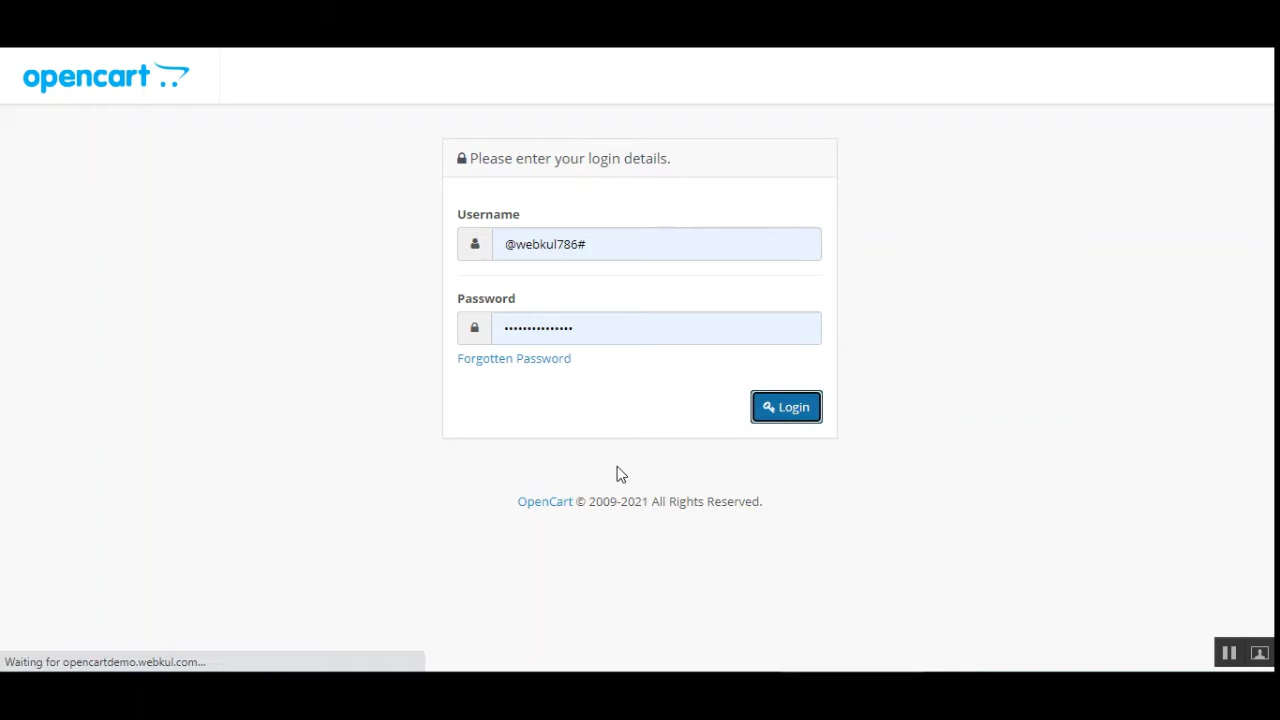 opencart
Please enter your login details.
Username
@webkul786#
Password
•••••••••••••••
Forgotten Password
Login
OpenCart © 2009-2021 All Rights Reserved.
Waiting for opencartdemo.webkul.com...